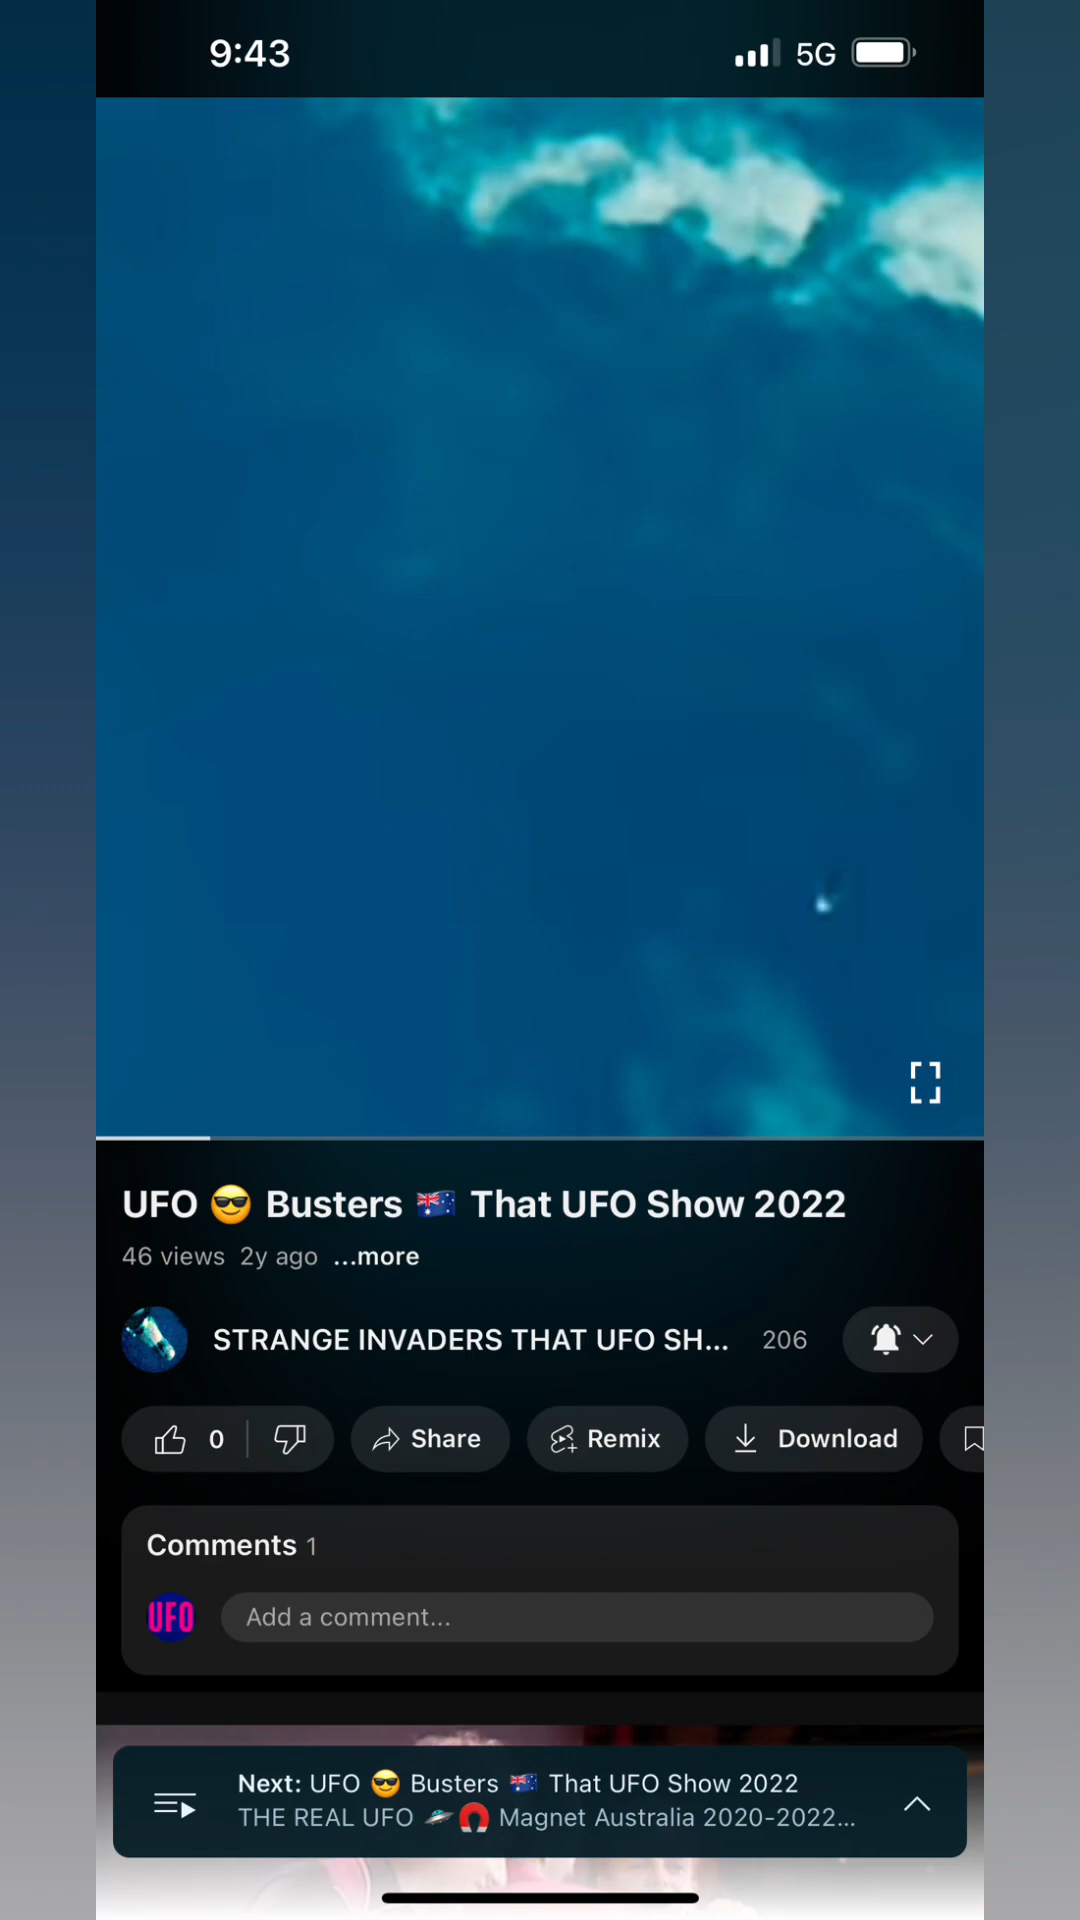 9:43
5G
UFO 😎 Busters 🇦🇺 That UFO Show 2022
46 views 2y ago ...more
STRANGE INVADERS THAT UFO SH... 206
0
Share
Remix
Download
Comments 1
UFO
Add a comment...
Next: UFO 😎 Busters 🇦🇺 That UFO Show 2022
THE REAL UFO 🛸🧲 Magnet Australia 2020-2022...